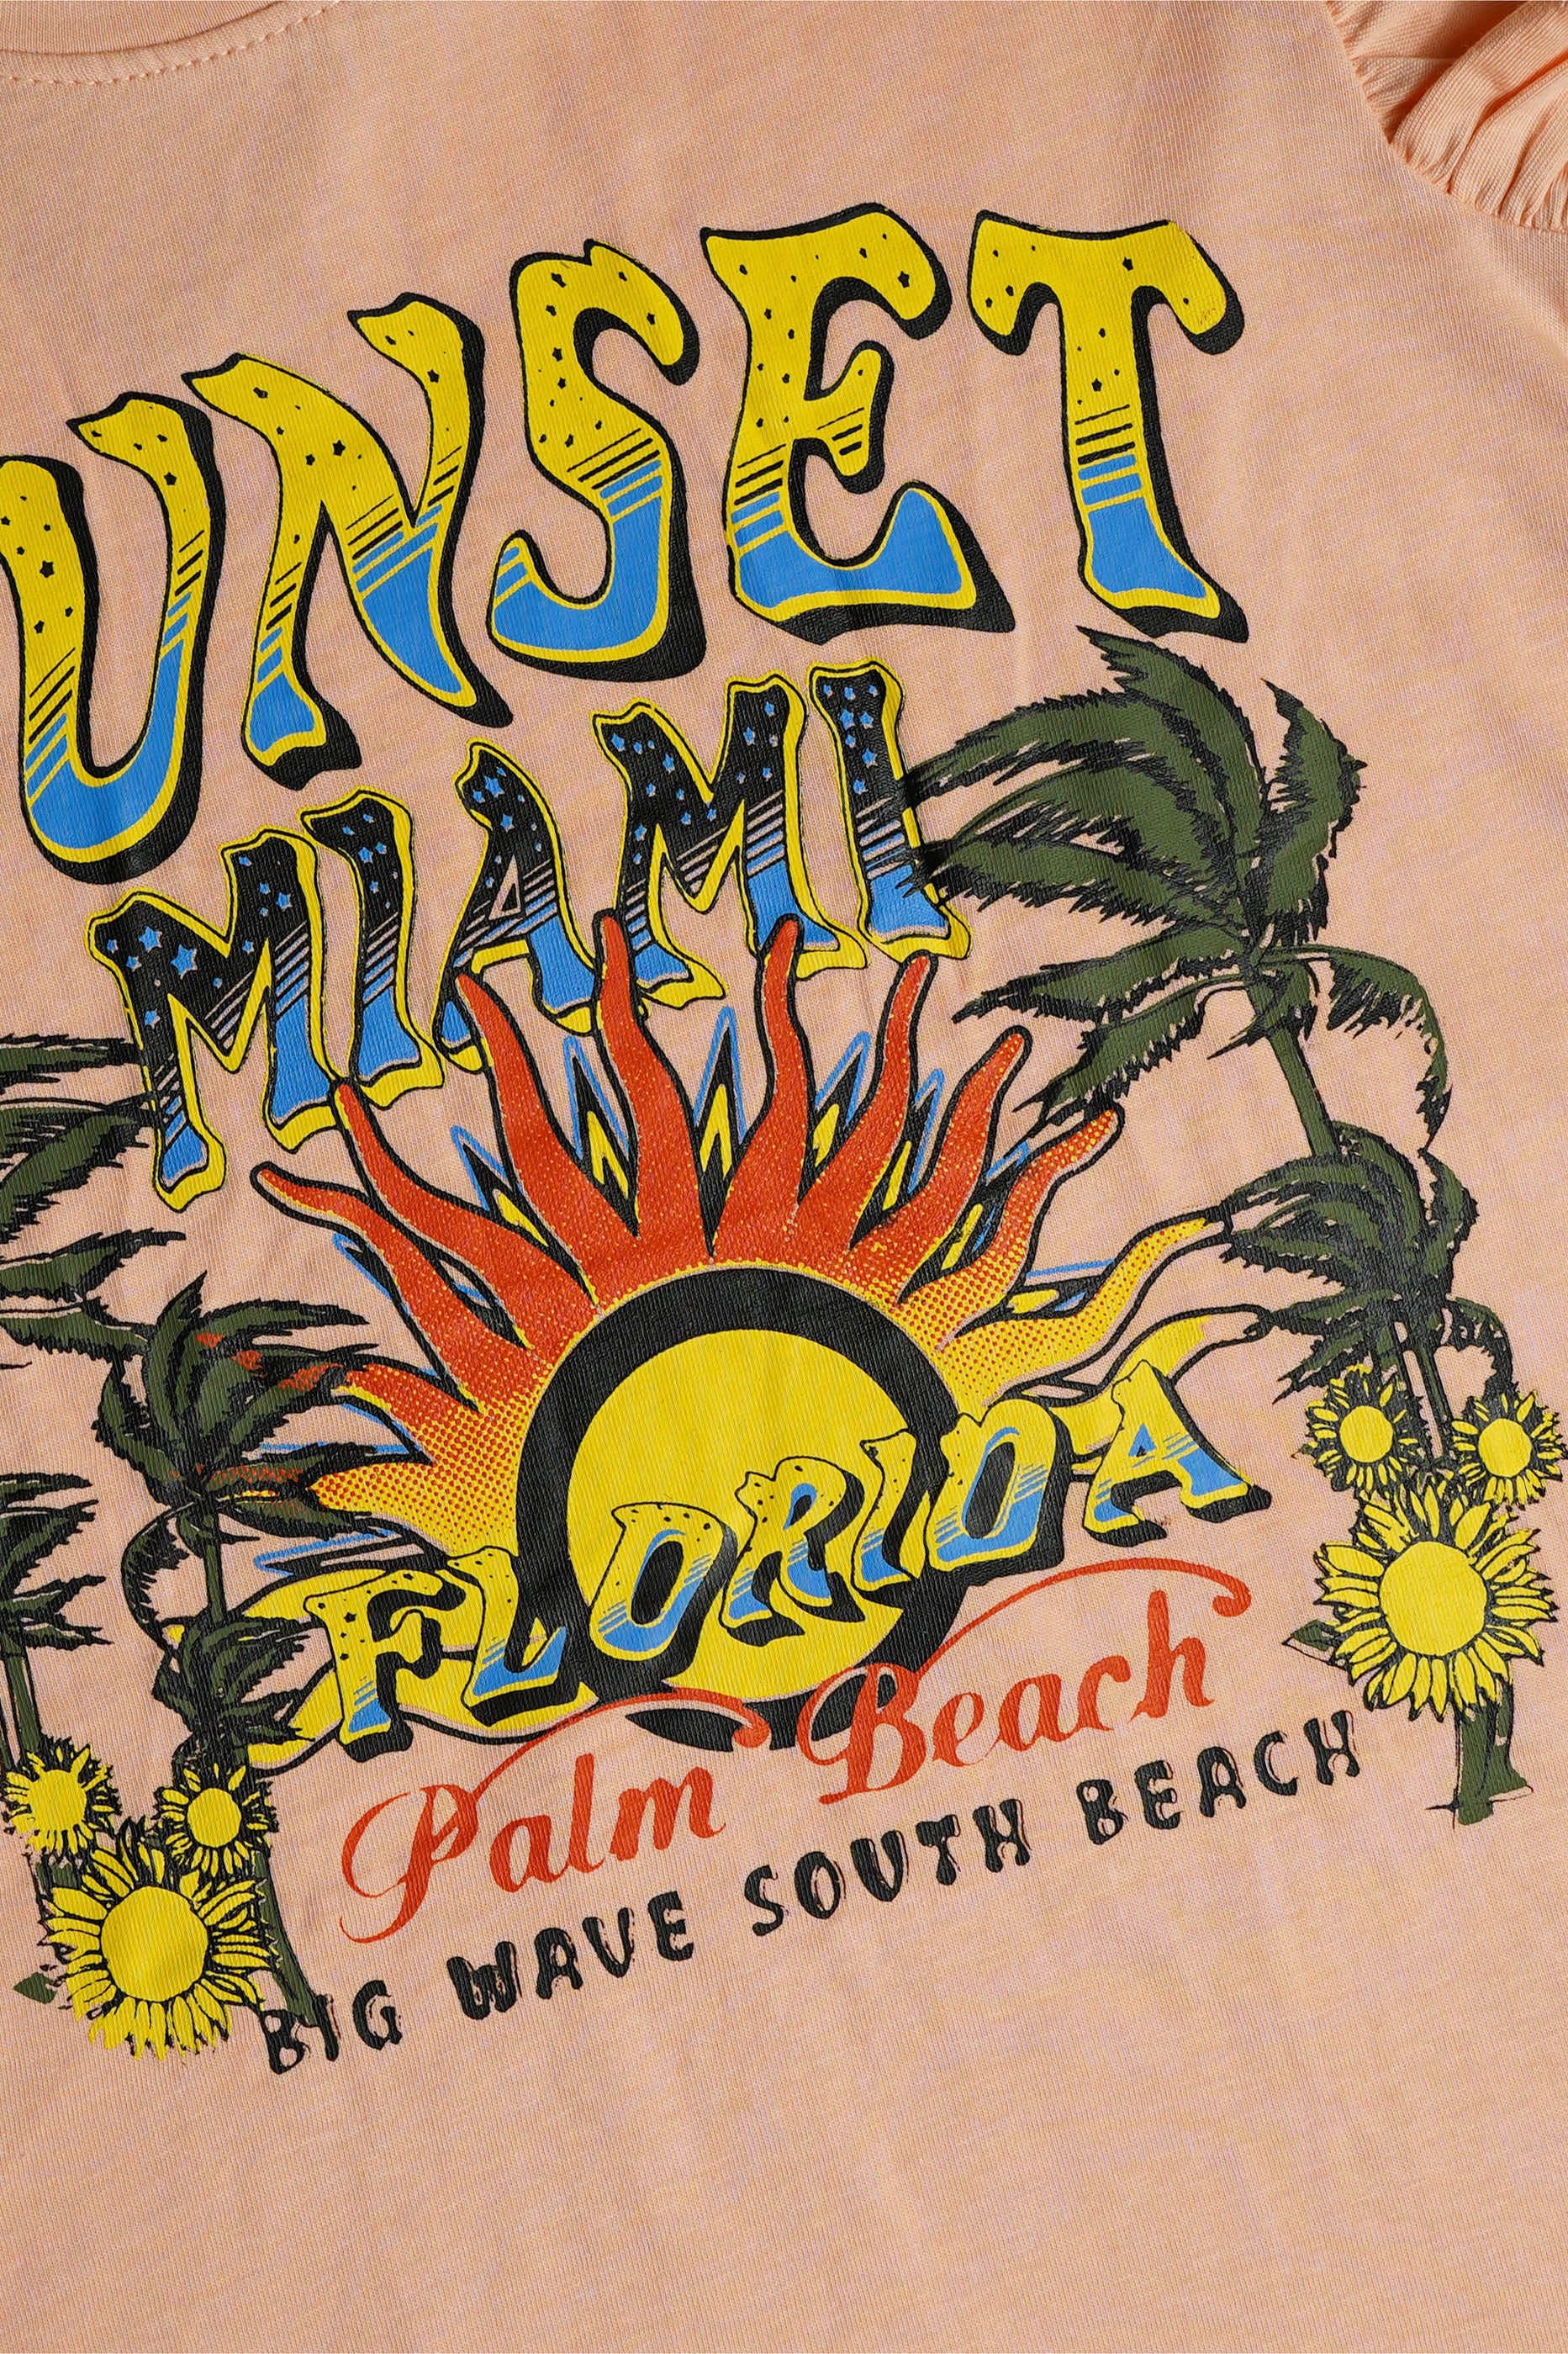 UNSET
MIAMI
FLORIDA
Palm Beach
BIG WAVE SOUTH BEACH